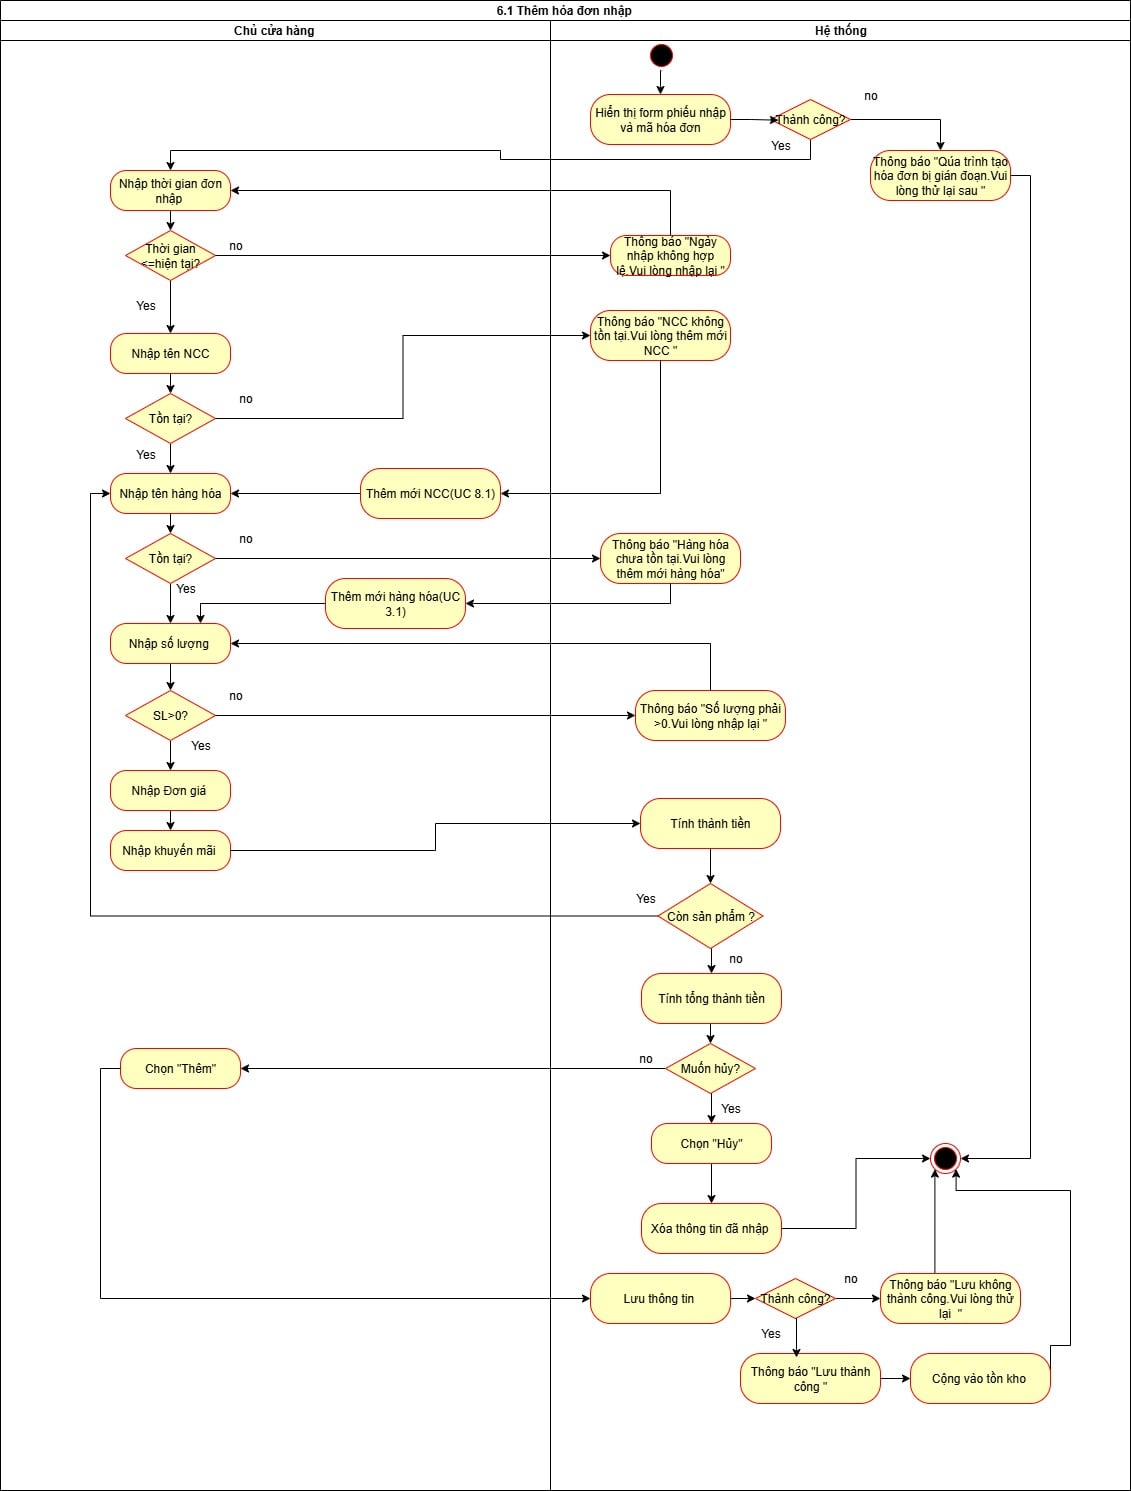 6.1 Thêm hóa đơn nhập
Chủ cửa hàng
Hệ thống
Hiển thị form phiếu nhập
và mã hóa đơn
Thành công?
no
Yes
Thông báo "Qúa trình tạo
hóa đơn bị gián đoạn.Vui
lòng thử lại sau "
Nhập thời gian đơn
nhập
Thời gian
<=hiện tại?
no
Thông báo "Ngày
nhập không hợp
lệ.Vui lòng nhập lại "
Yes
Thông báo "NCC không
tồn tại.Vui lòng thêm mới
NCC "
Nhập tên NCC
Tồn tại?
no
Yes
Nhập tên hàng hóa
Thêm mới NCC(UC 8.1)
Tồn tại?
no
Thông báo "Hàng hóa
chưa tồn tại.Vui lòng
thêm mới hàng hóa"
Yes
Thêm mới hàng hóa(UC
3.1)
Nhập số lượng
SL>0?
no
Thông báo "Số lượng phải
>0.Vui lòng nhập lại "
Yes
Nhập Đơn giá
Nhập khuyến mãi
Tính thành tiền
Yes
Còn sản phẩm ?
no
Tính tổng thành tiền
Chọn "Thêm"
no
Muốn hủy?
Yes
Chọn "Hủy"
Xóa thông tin đã nhập
Lưu thông tin
Thành công?
no
Thông báo "Lưu không
thành công.Vui lòng thử
lại "
Yes
Thông báo "Lưu thành
công "
Cộng vào tồn kho